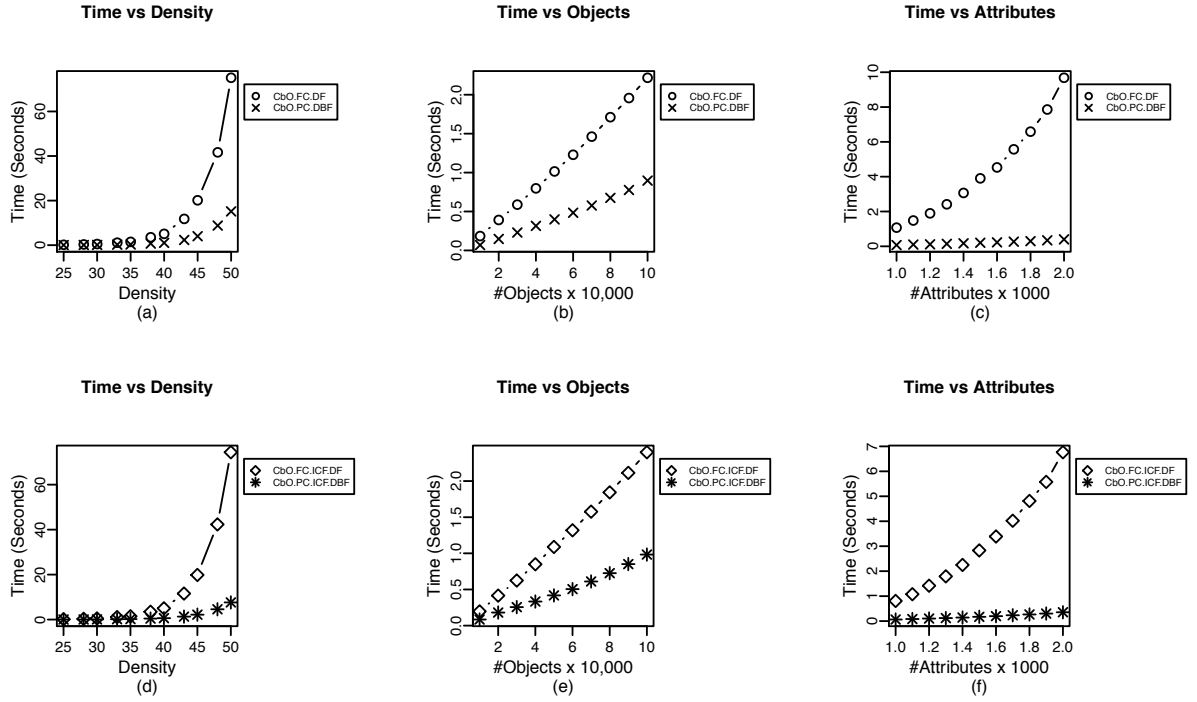 Time vs Density
Time (Seconds)
0 20 40 60
25 30 35 40 45 50
Density
(a)
CbO.FC.DF
CbO.PC.DBF
Time vs Objects
Time (Seconds)
0.0 0.5 1.0 1.5 2.0
2 4 6 8 10
#Objects x 10,000
(b)
CbO.FC.DF
CbO.PC.DBF
Time vs Attributes
Time (Seconds)
0 2 4 6 8 10
1.0 1.2 1.4 1.6 1.8 2.0
#Attributes x 1000
(c)
CbO.FC.DF
CbO.PC.DBF
Time vs Density
Time (Seconds)
0 20 40 60
25 30 35 40 45 50
Density
(d)
CbO.FC.ICF.DF
CbO.PC.ICF.DBF
Time vs Objects
Time (Seconds)
0.0 0.5 1.0 1.5 2.0
2 4 6 8 10
#Objects x 10,000
(e)
CbO.FC.ICF.DF
CbO.PC.ICF.DBF
Time vs Attributes
Time (Seconds)
0 1 2 3 4 5 6 7
1.0 1.2 1.4 1.6 1.8 2.0
#Attributes x 1000
(f)
CbO.FC.ICF.DF
CbO.PC.ICF.DBF